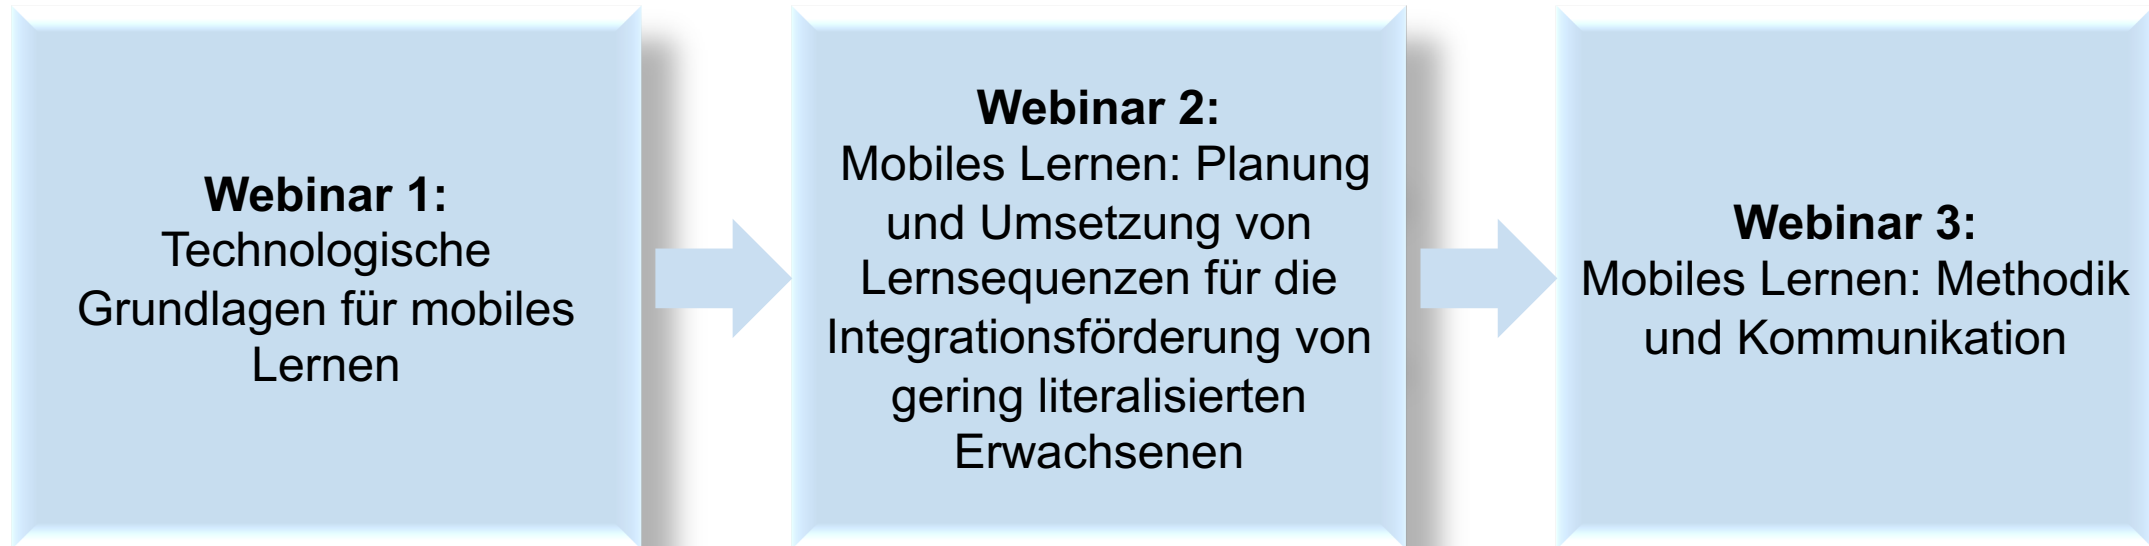 Webinar 1:
Technologische
Grundlagen für mobiles
Lernen
Webinar 2:
Mobiles Lernen: Planung
und Umsetzung von
Lernsequenzen für die
Integrationsförderung von
gering literalisierten
Erwachsenen
Webinar 3:
Mobiles Lernen: Methodik
und Kommunikation